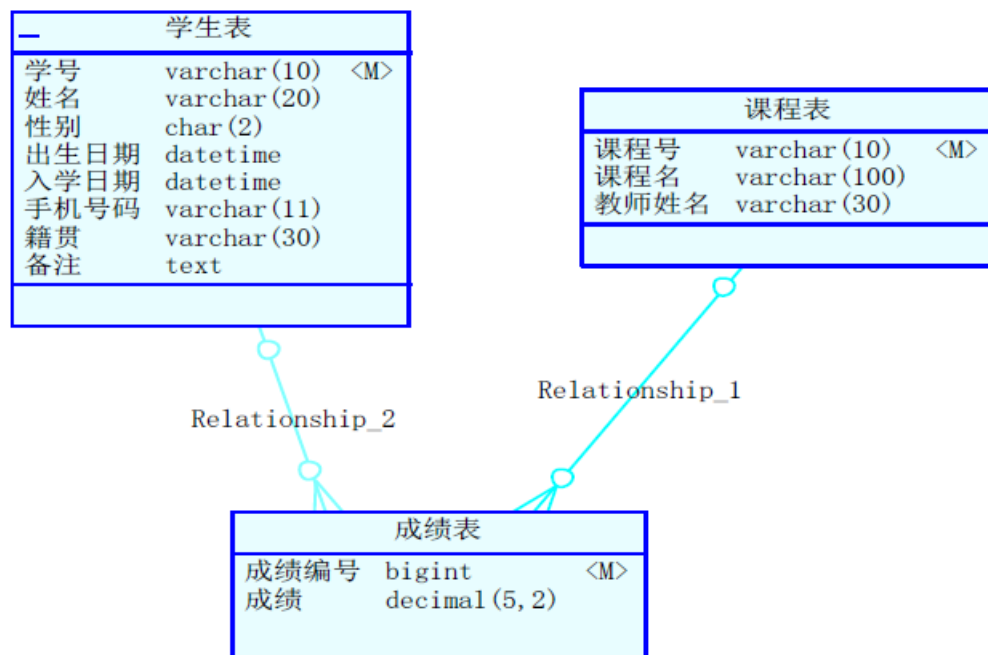 学生表
学号 varchar(10) <M>
姓名 varchar(20)
性别 char(2)
出生日期 datetime
入学日期 datetime
手机号码 varchar(11)
籍贯 varchar(30)
备注 text
课程表
课程号 varchar(10) <M>
课程名 varchar(100)
教师姓名 varchar(30)
Relationship_1
Relationship_2
成绩表
成绩编号 bigint <M>
成绩 decimal(5,2)